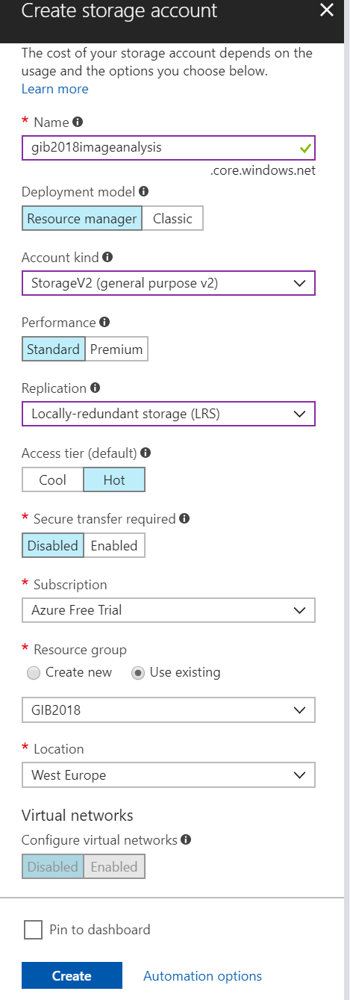 Create storage account
The cost of your storage account depends on the
usage and the options you choose below.
Learn more
* Name
gib2018imageanalysis
.core.windows.net
Deployment model
Resource manager Classic
Account kind
StorageV2 (general purpose v2)
Performance
Standard Premium
Replication
Locally-redundant storage (LRS)
Access tier (default)
Cool Hot
* Secure transfer required
Disabled Enabled
* Subscription
Azure Free Trial
* Resource group
Create new Use existing
GIB2018
* Location
West Europe
Virtual networks
Configure virtual networks
Disabled Enabled
Pin to dashboard
Create Automation options